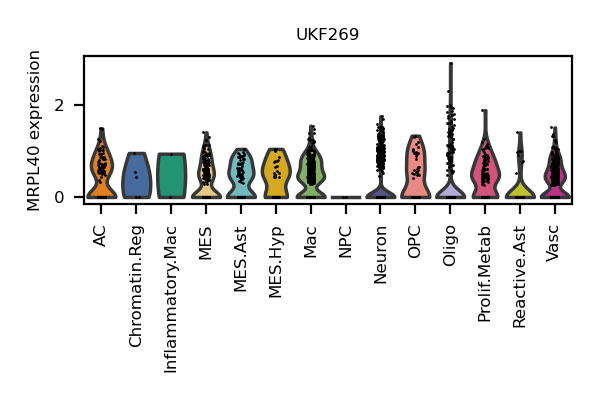 UKF269
MRPL40 expression
2
0
AC
Chromatin.Reg
Inflammatory.Mac
MES
MES.Ast
MES.Hyp
Mac
NPC
Neuron
OPC
Oligo
Prolif.Metab
Reactive.Ast
Vasc